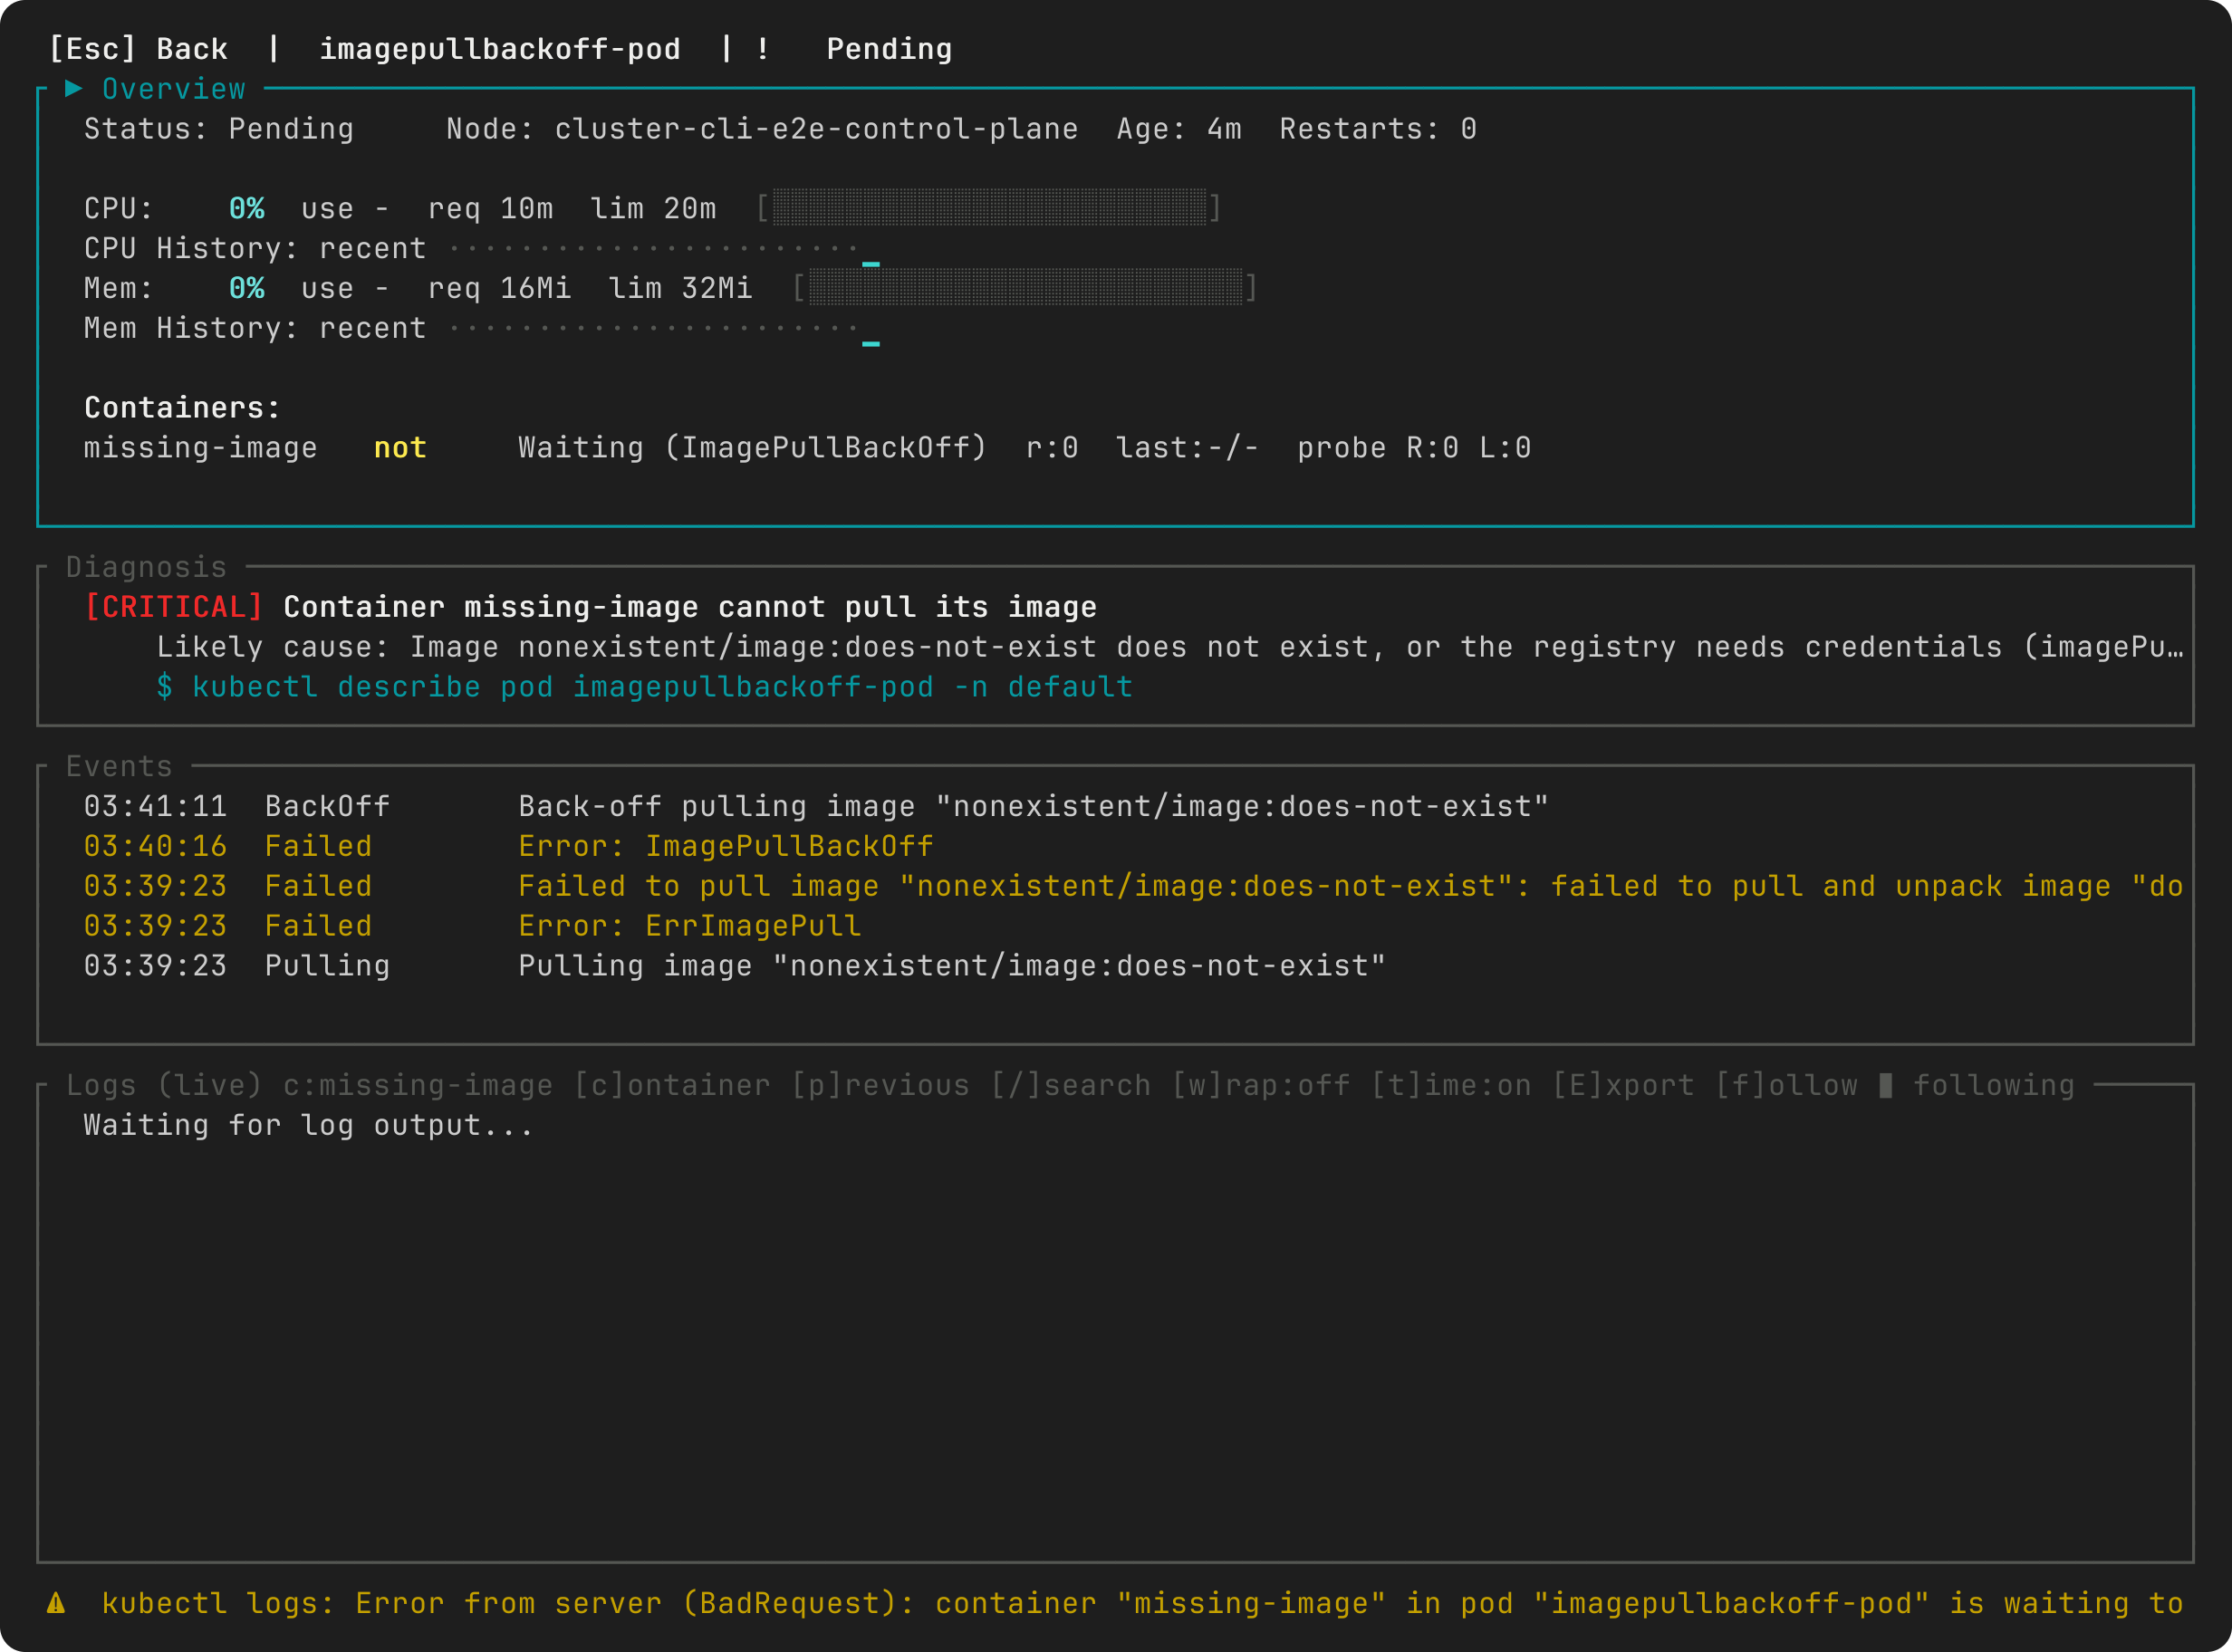 [Esc] Back  |  imagepullbackoff-pod  | !   Pending
▶ Overview
Status: Pending     Node: cluster-cli-e2e-control-plane  Age: 4m  Restarts: 0
CPU:    0%  use -  req 10m  lim 20m  [░░░░░░░░░░░░░░░░░░░░░░░░]
CPU History: recent ·······················▁
Mem:    0%  use -  req 16Mi  lim 32Mi  [░░░░░░░░░░░░░░░░░░░░░░░░]
Mem History: recent ·······················▁
Containers:
missing-image   not     Waiting (ImagePullBackOff)  r:0  last:-/-  probe R:0 L:0
Diagnosis
[CRITICAL] Container missing-image cannot pull its image
Likely cause: Image nonexistent/image:does-not-exist does not exist, or the registry needs credentials (imagePu…
$ kubectl describe pod imagepullbackoff-pod -n default
Events
03:41:11  BackOff       Back-off pulling image "nonexistent/image:does-not-exist"
03:40:16  Failed        Error: ImagePullBackOff
03:39:23  Failed        Failed to pull image "nonexistent/image:does-not-exist": failed to pull and unpack image "do
03:39:23  Failed        Error: ErrImagePull
03:39:23  Pulling       Pulling image "nonexistent/image:does-not-exist"
Logs (live) c:missing-image [c]ontainer [p]revious [/]search [w]rap:off [t]ime:on [E]xport [f]ollow █ following
Waiting for log output...
⚠  kubectl logs: Error from server (BadRequest): container "missing-image" in pod "imagepullbackoff-pod" is waiting to